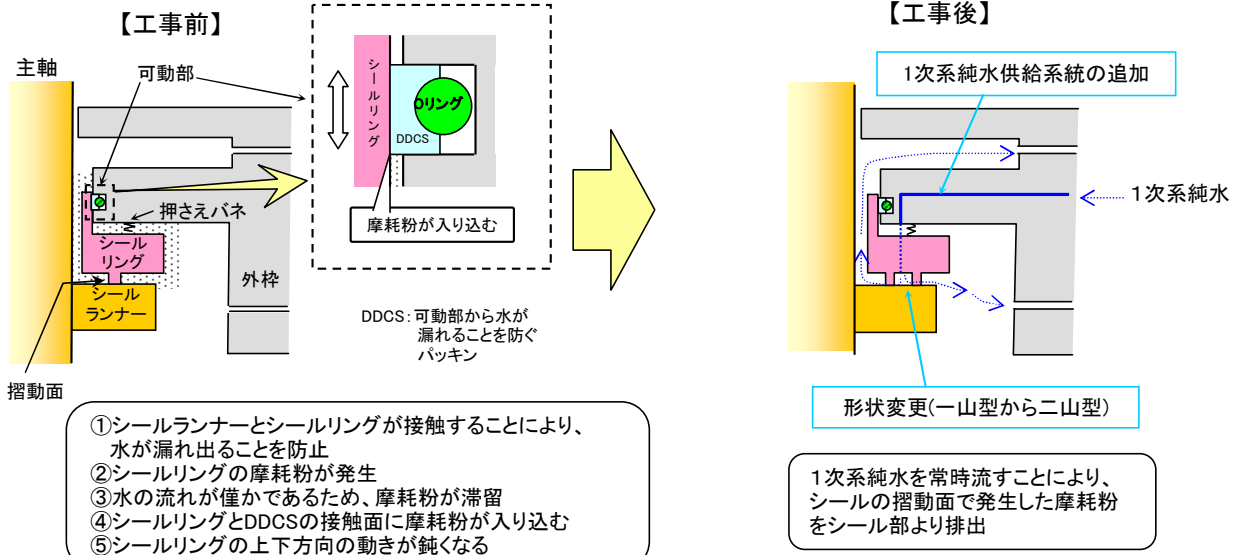 【工事前】
主軸
可動部
押さえバネ
シール
リング
外枠
シール
ランナー
摺動面
シールリング
Oリング
DDCS
摩耗粉が入り込む
DDCS：可動部から水が
漏れることを防ぐ
パッキン
①シールランナーとシールリングが接触することにより、
水が漏れ出ることを防止
②シールリングの摩耗粉が発生
③水の流れが僅かであるため、摩耗粉が滞留
④シールリングとDDCSの接触面に摩耗粉が入り込む
⑤シールリングの上下方向の動きが鈍くなる
【工事後】
1次系純水供給系統の追加
1次系純水
形状変更(一山型から二山型)
1次系純水を常時流すことにより、
シールの摺動面で発生した摩耗粉
をシール部より排出